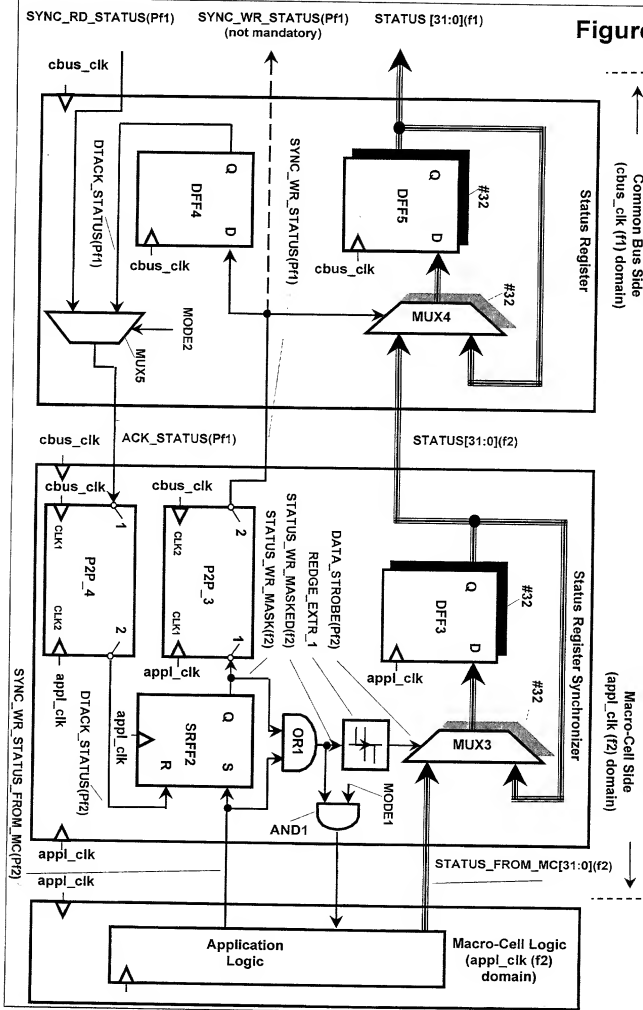 SYNC_RD_STATUS(Pf1)
SYNC_WR_STATUS(Pf1)
(not mandatory)
STATUS [31:0](f1)
Figure
cbus_clk
Common Bus Side
(cbus_clk (f1) domain)
Status Register
DTACK_STATUS(Pf1)
Q
DFF4
D
cbus_clk
SYNC_WR_STATUS(Pf1)
Q
DFF5
D
#32
cbus_clk
#32
MUX4
MODE2
MUX5
cbus_clk
ACK_STATUS(Pf1)
STATUS[31:0](f2)
cbus_clk
1
CLK1
P2P_4
CLK2
2
appl_clk
cbus_clk
2
CLK2
P2P_3
CLK1
1
appl_clk
STATUS_WR_MASK(f2)
STATUS_WR_MASKED(f2)
REDGE_EXTR_1
DATA_STROBE(Pf2)
Q
DFF3
D
#32
appl_clk
#32
Status Register Synchronizer
Macro-Cell Side
(appl_clk (f2) domain)
DTACK_STATUS(Pf2)
appl_clk
Q
SRFF2
R
S
OR1
MUX3
MODE1
AND1
SYNC_WR_STATUS_FROM_MC(Pf2)
appl_clk
appl_clk
STATUS_FROM_MC[31:0](f2)
Application
Logic
Macro-Cell Logic
(appl_clk (f2)
domain)